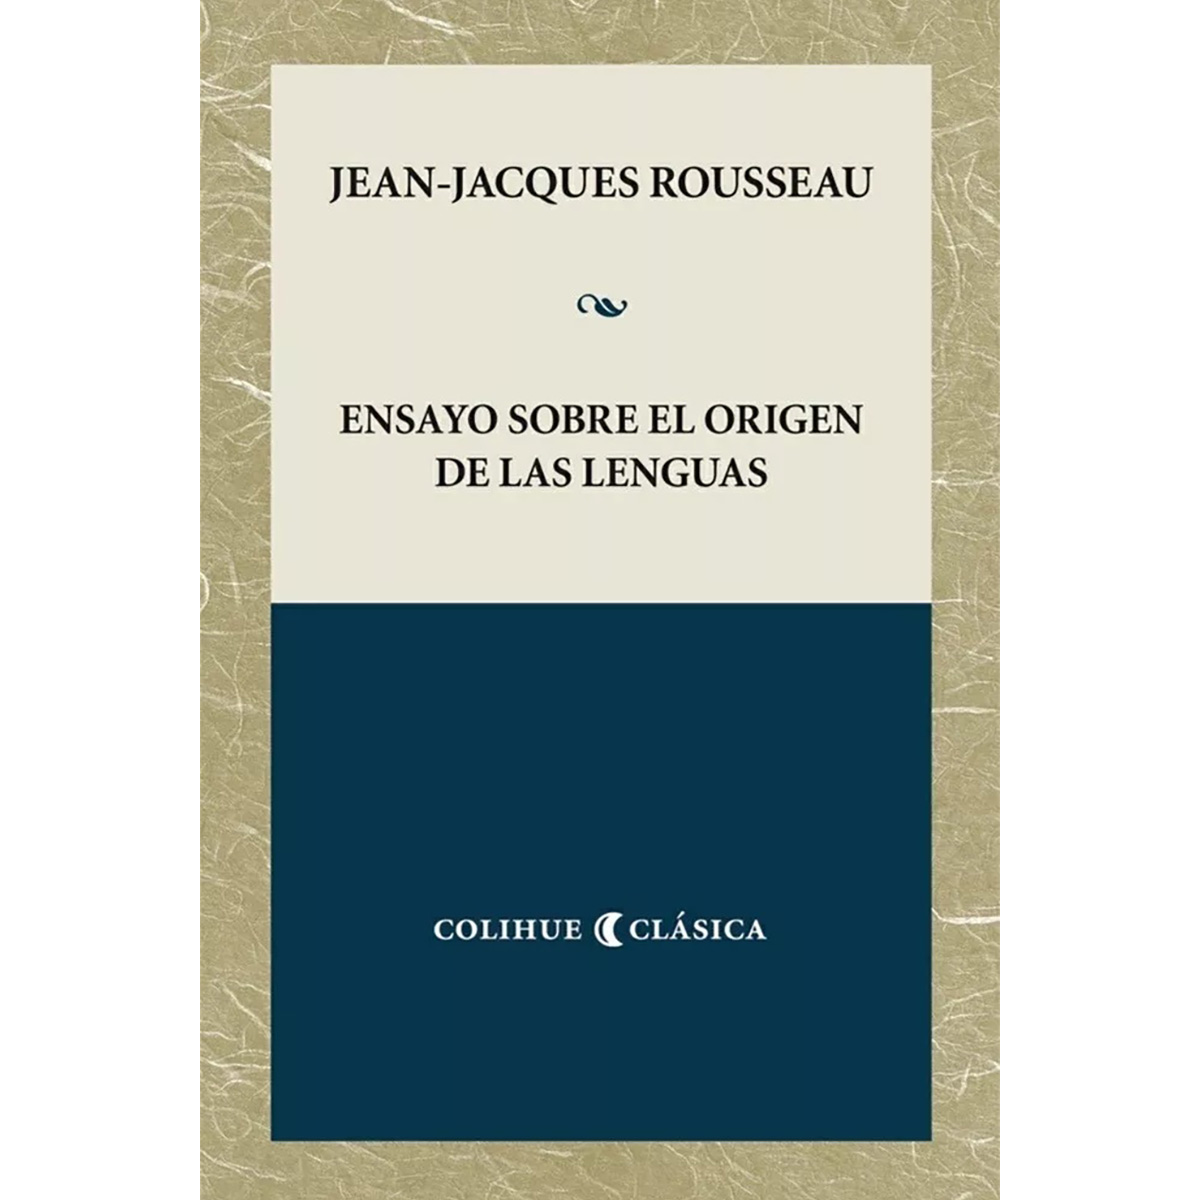 JEAN-JACQUES ROUSSEAU
ENSAYO SOBRE EL ORIGEN
DE LAS LENGUAS
COLIHUE CLÁSICA